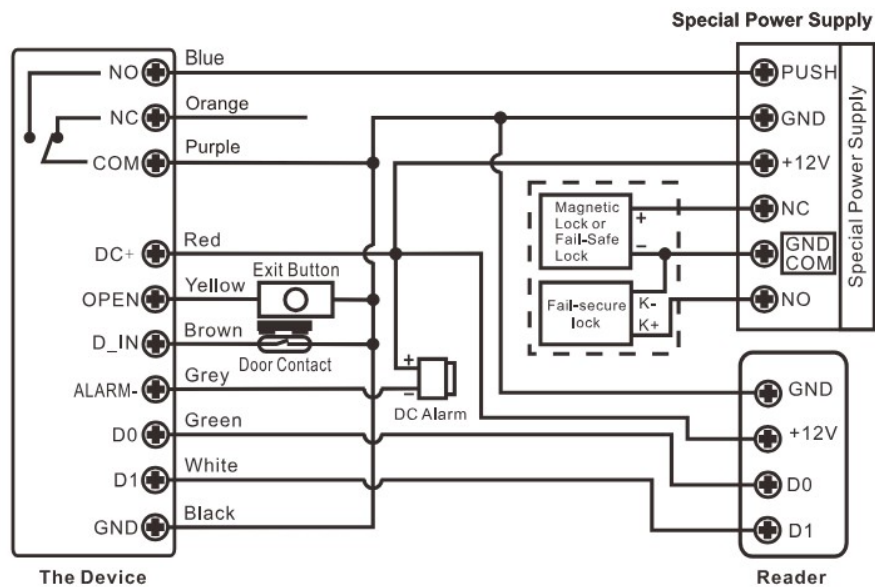 Special Power Supply
NO
Blue
PUSH
NC
Orange
GND
COM
Purple
+12V
Special Power Supply
Magnetic
Lock or
Fail-Safe
Lock
+
−
NC
DC+
Red
GND
COM
OPEN
Yellow
Exit Button
Fail-secure
lock
K-
K+
NO
D_IN
Brown
Door Contact
ALARM-
Grey
+
−
DC Alarm
GND
D0
Green
+12V
D1
White
D0
GND
Black
D1
The Device
Reader